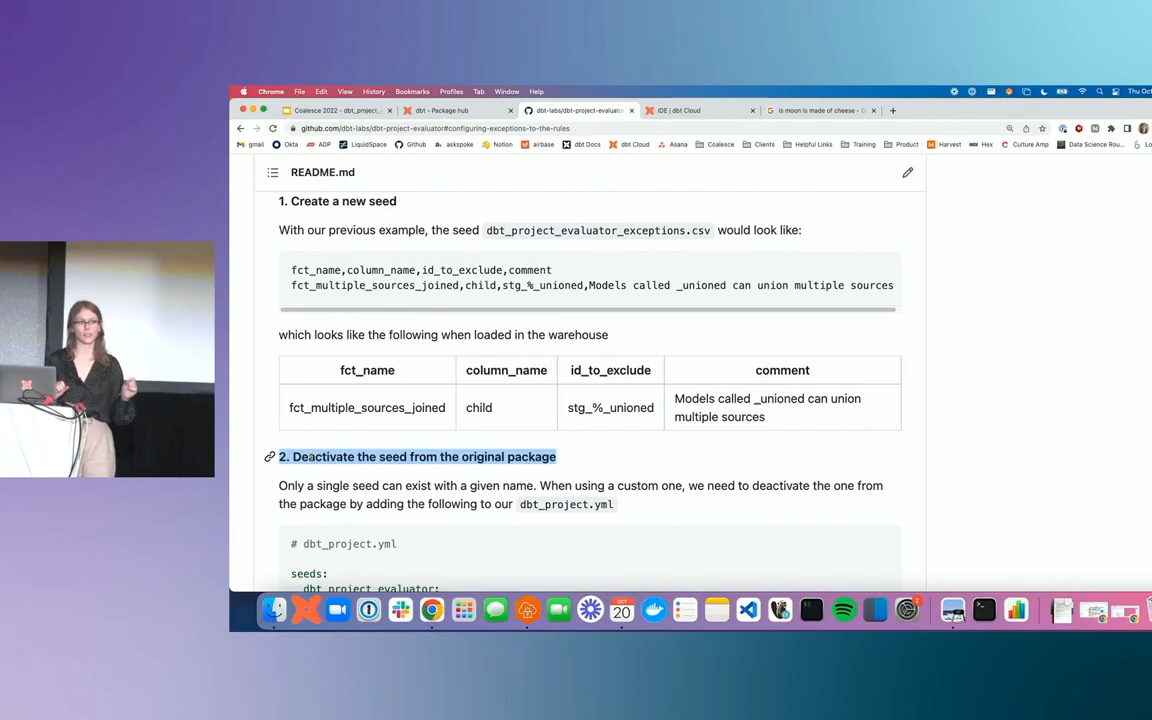 Chrome File Edit View History Bookmarks Profiles Tab Window Help
Thu Oc
Coalesce 2022 - dbt_project_
dbt - Package hub
dbt-labs/dbt-project-evaluator
IDE | dbt Cloud
is moon is made of cheese - G
github.com/dbt-labs/dbt-project-evaluator#configuring-exceptions-to-the-rules
gmail Okta ADP LiquidSpace Github askspoke Notion airbase dbt Docs dbt Cloud Asana Coalesce Clients Helpful Links Training Product Harvest Hex Culture Amp Data Science Rou... Lo
README.md
1. Create a new seed
With our previous example, the seed dbt_project_evaluator_exceptions.csv would look like:
fct_name,column_name,id_to_exclude,comment
fct_multiple_sources_joined,child,stg_%_unioned,Models called _unioned can union multiple sources
which looks like the following when loaded in the warehouse
fct_name column_name id_to_exclude comment
fct_multiple_sources_joined child stg_%_unioned Models called _unioned can union
multiple sources
2. Deactivate the seed from the original package
Only a single seed can exist with a given name. When using a custom one, we need to deactivate the one from
the package by adding the following to our dbt_project.yml
# dbt_project.yml
seeds:
dbt_project_evaluator:
OCT
20
2